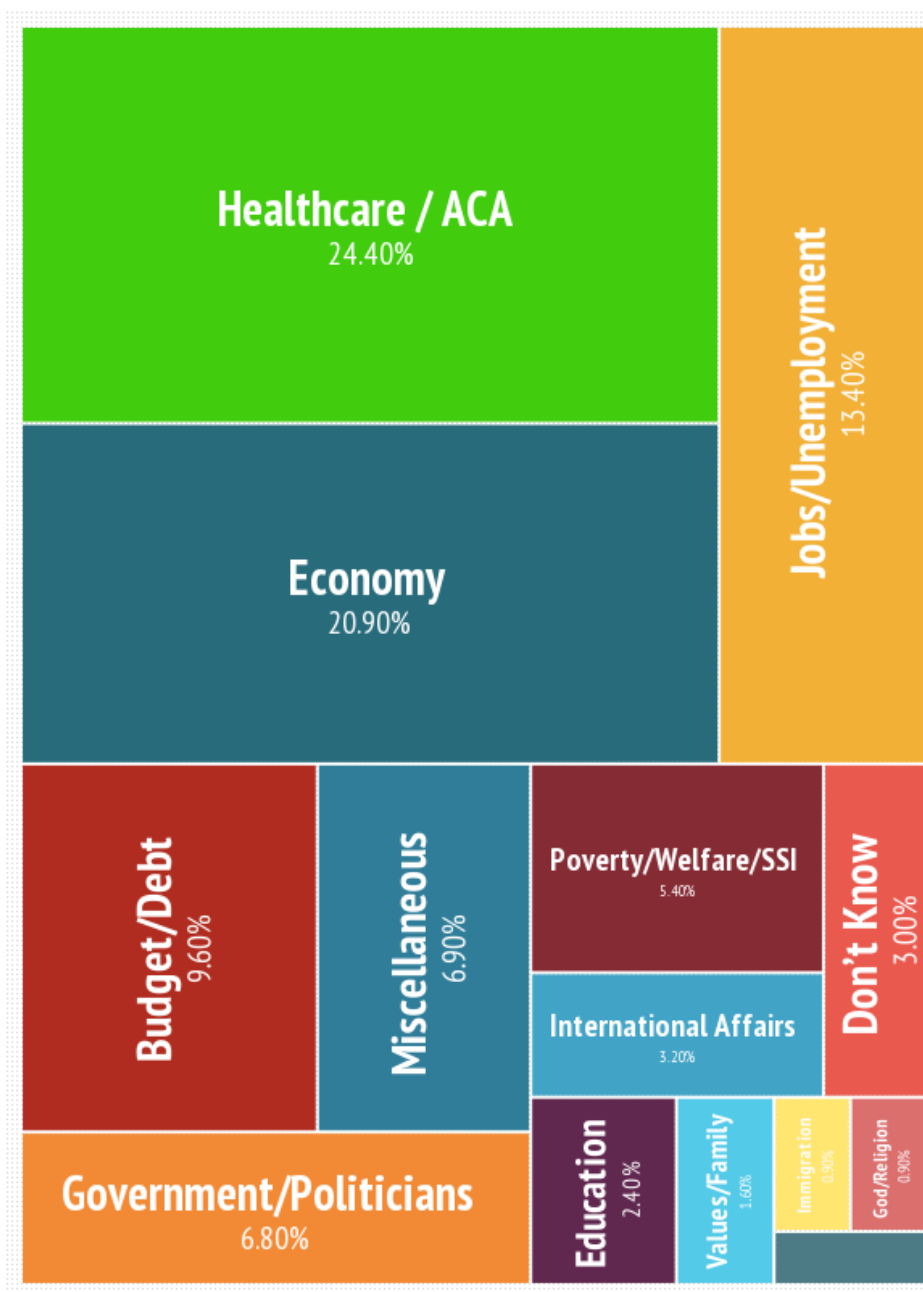 Healthcare / ACA
24.40%
Jobs/Unemployment
13.40%
Economy
20.90%
Budget/Debt
9.60%
Miscellaneous
6.90%
Poverty/Welfare/SSI
5.40%
Don't Know
3.00%
International Affairs
3.20%
Government/Politicians
6.80%
Education
2.40%
Values/Family
1.60%
Immigration
0.90%
God/Religion
0.90%